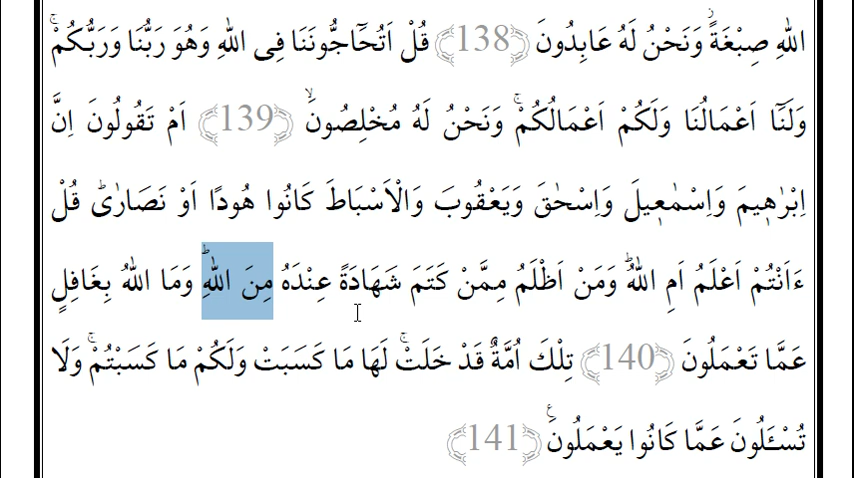 اللّٰهِ صِبْغَةًۘ وَنَحْنُ لَهُ عَابِدُونَ ﴿138﴾ قُلْ اَتُحَٓاجُّونَنَا فِى اللّٰهِ وَهُوَ رَبُّنَا وَرَبُّكُمْۚ
وَلَنَٓا اَعْمَالُنَا وَلَكُمْ اَعْمَالُكُمْۚ وَنَحْنُ لَهُ مُخْلِصُونَۙ ﴿139﴾ اَمْ تَقُولُونَ اِنَّ
اِبْرٰهٖيمَ وَاِسْمٰعٖيلَ وَاِسْحٰقَ وَيَعْقُوبَ وَالْاَسْبَاطَ كَانُوا هُودًا اَوْ نَصَارٰىؕ قُلْ
ءَاَنْتُمْ اَعْلَمُ اَمِ اللّٰهُؕ وَمَنْ اَظْلَمُ مِمَّنْ كَتَمَ شَهَادَةً عِنْدَهُ مِنَ اللّٰهِؕ وَمَا اللّٰهُ بِغَافِلٍ
عَمَّا تَعْمَلُونَ ﴿140﴾ تِلْكَ اُمَّةٌ قَدْ خَلَتْۚ لَهَا مَا كَسَبَتْ وَلَكُمْ مَا كَسَبْتُمْۚ وَلَا
تُسْـَٔلُونَ عَمَّا كَانُوا يَعْمَلُونَࣖ ﴿141﴾